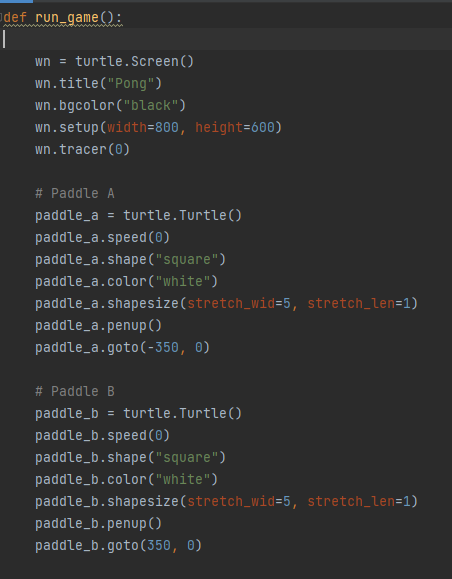 def run_game():
wn = turtle.Screen()
wn.title("Pong")
wn.bgcolor("black")
wn.setup(width=800, height=600)
wn.tracer(0)
# Paddle A
paddle_a = turtle.Turtle()
paddle_a.speed(0)
paddle_a.shape("square")
paddle_a.color("white")
paddle_a.shapesize(stretch_wid=5, stretch_len=1)
paddle_a.penup()
paddle_a.goto(-350, 0)
# Paddle B
paddle_b = turtle.Turtle()
paddle_b.speed(0)
paddle_b.shape("square")
paddle_b.color("white")
paddle_b.shapesize(stretch_wid=5, stretch_len=1)
paddle_b.penup()
paddle_b.goto(350, 0)